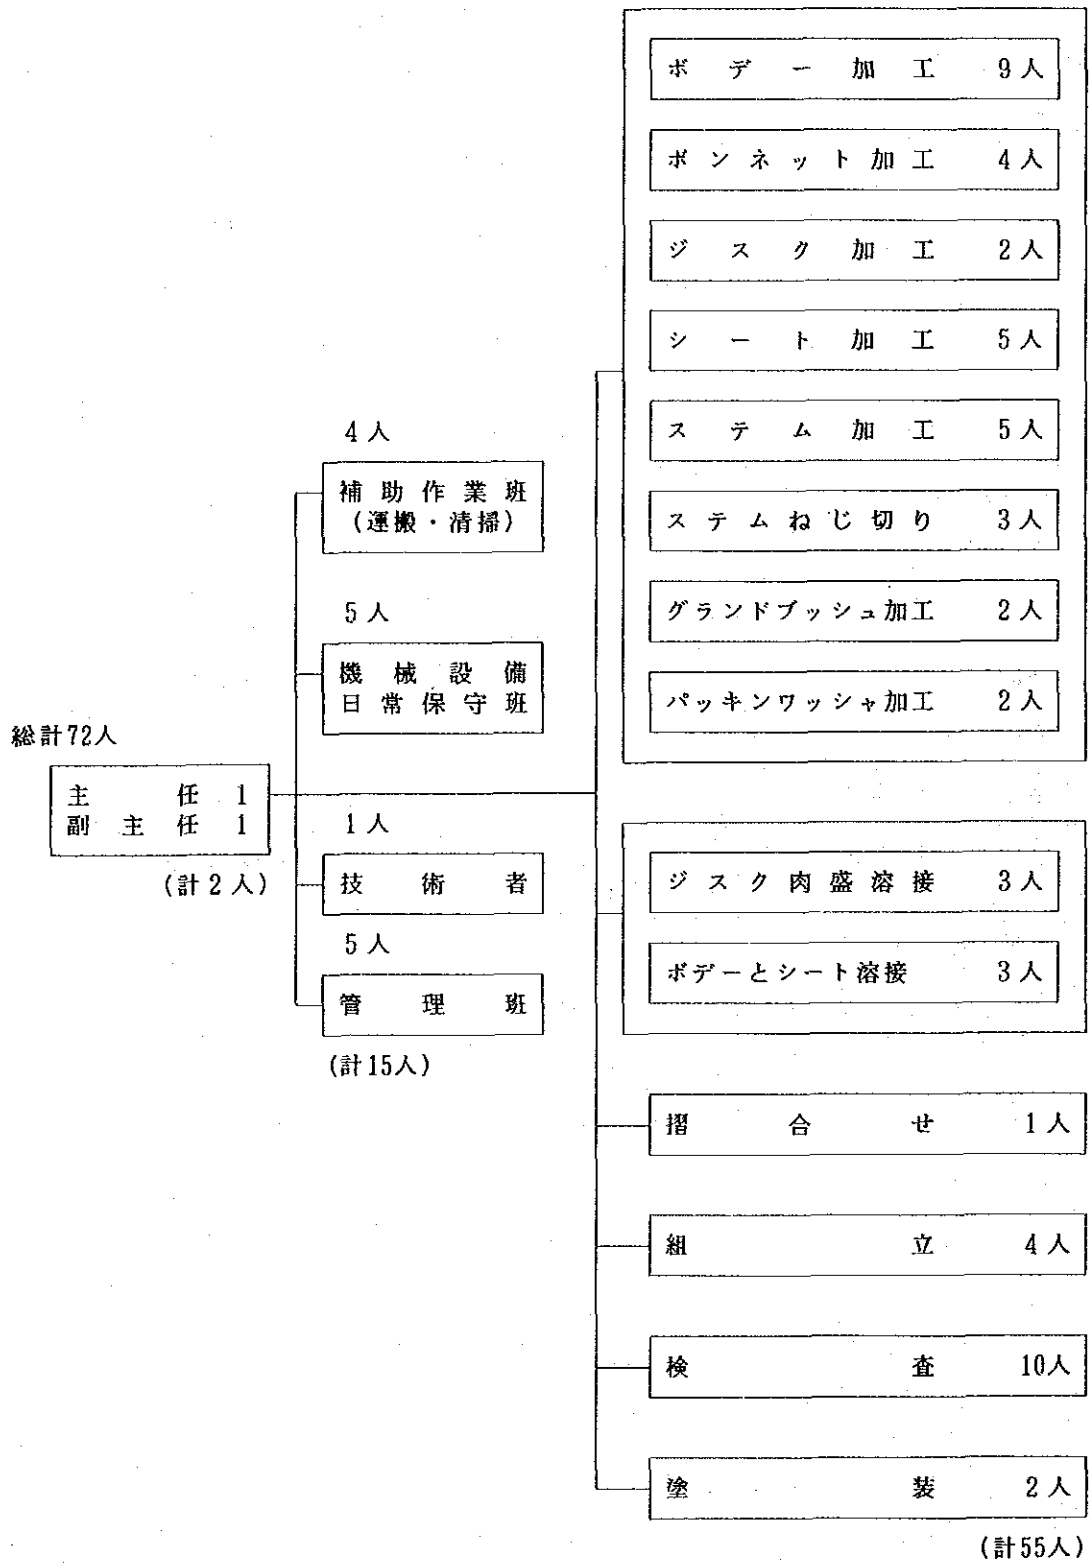 総計72人
主任 1
副主任 1
(計2人)
4人
補助作業班
(運搬・清掃)
5人
機械設備
日常保守班
1人
技術者
5人
管理班
(計15人)
ボデー加工 9人
ボンネット加工 4人
ジスク加工 2人
シート加工 5人
ステム加工 5人
ステムねじ切り 3人
グランドブッシュ加工 2人
パッキンワッシャ加工 2人
ジスク肉盛溶接 3人
ボデーとシート溶接 3人
摺合せ 1人
組立 4人
検査 10人
塗装 2人
(計55人)